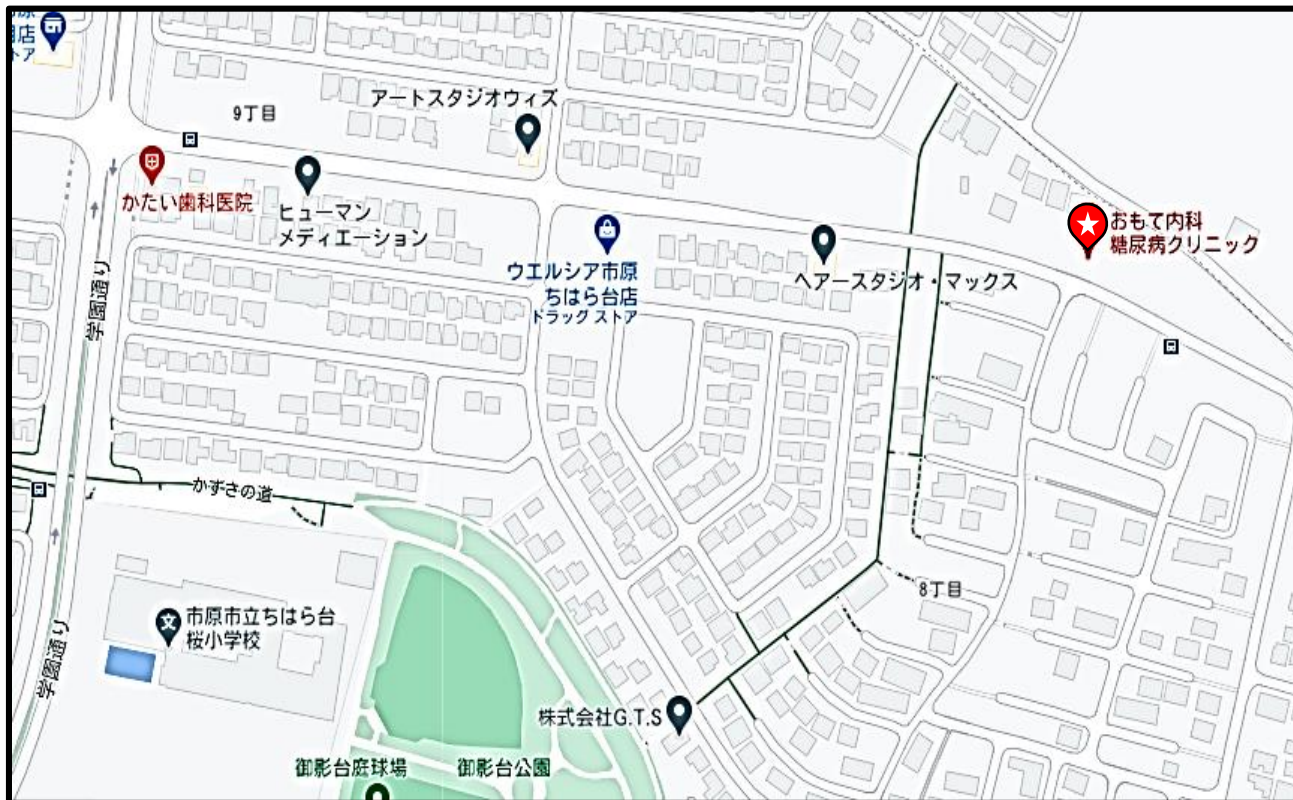 店
トア
9丁目
アートスタジオウィズ
かたい歯科医院
ヒューマン
メディエーション
おもて内科
糖尿病クリニック
ウエルシア市原
ちはら台店
ドラッグ ストア
ヘアースタジオ・マックス
学園通り
かずさの道
8丁目
市原市立ちはら台
桜小学校
文
学園通り
株式会社G.T.S
御影台庭球場
御影台公園